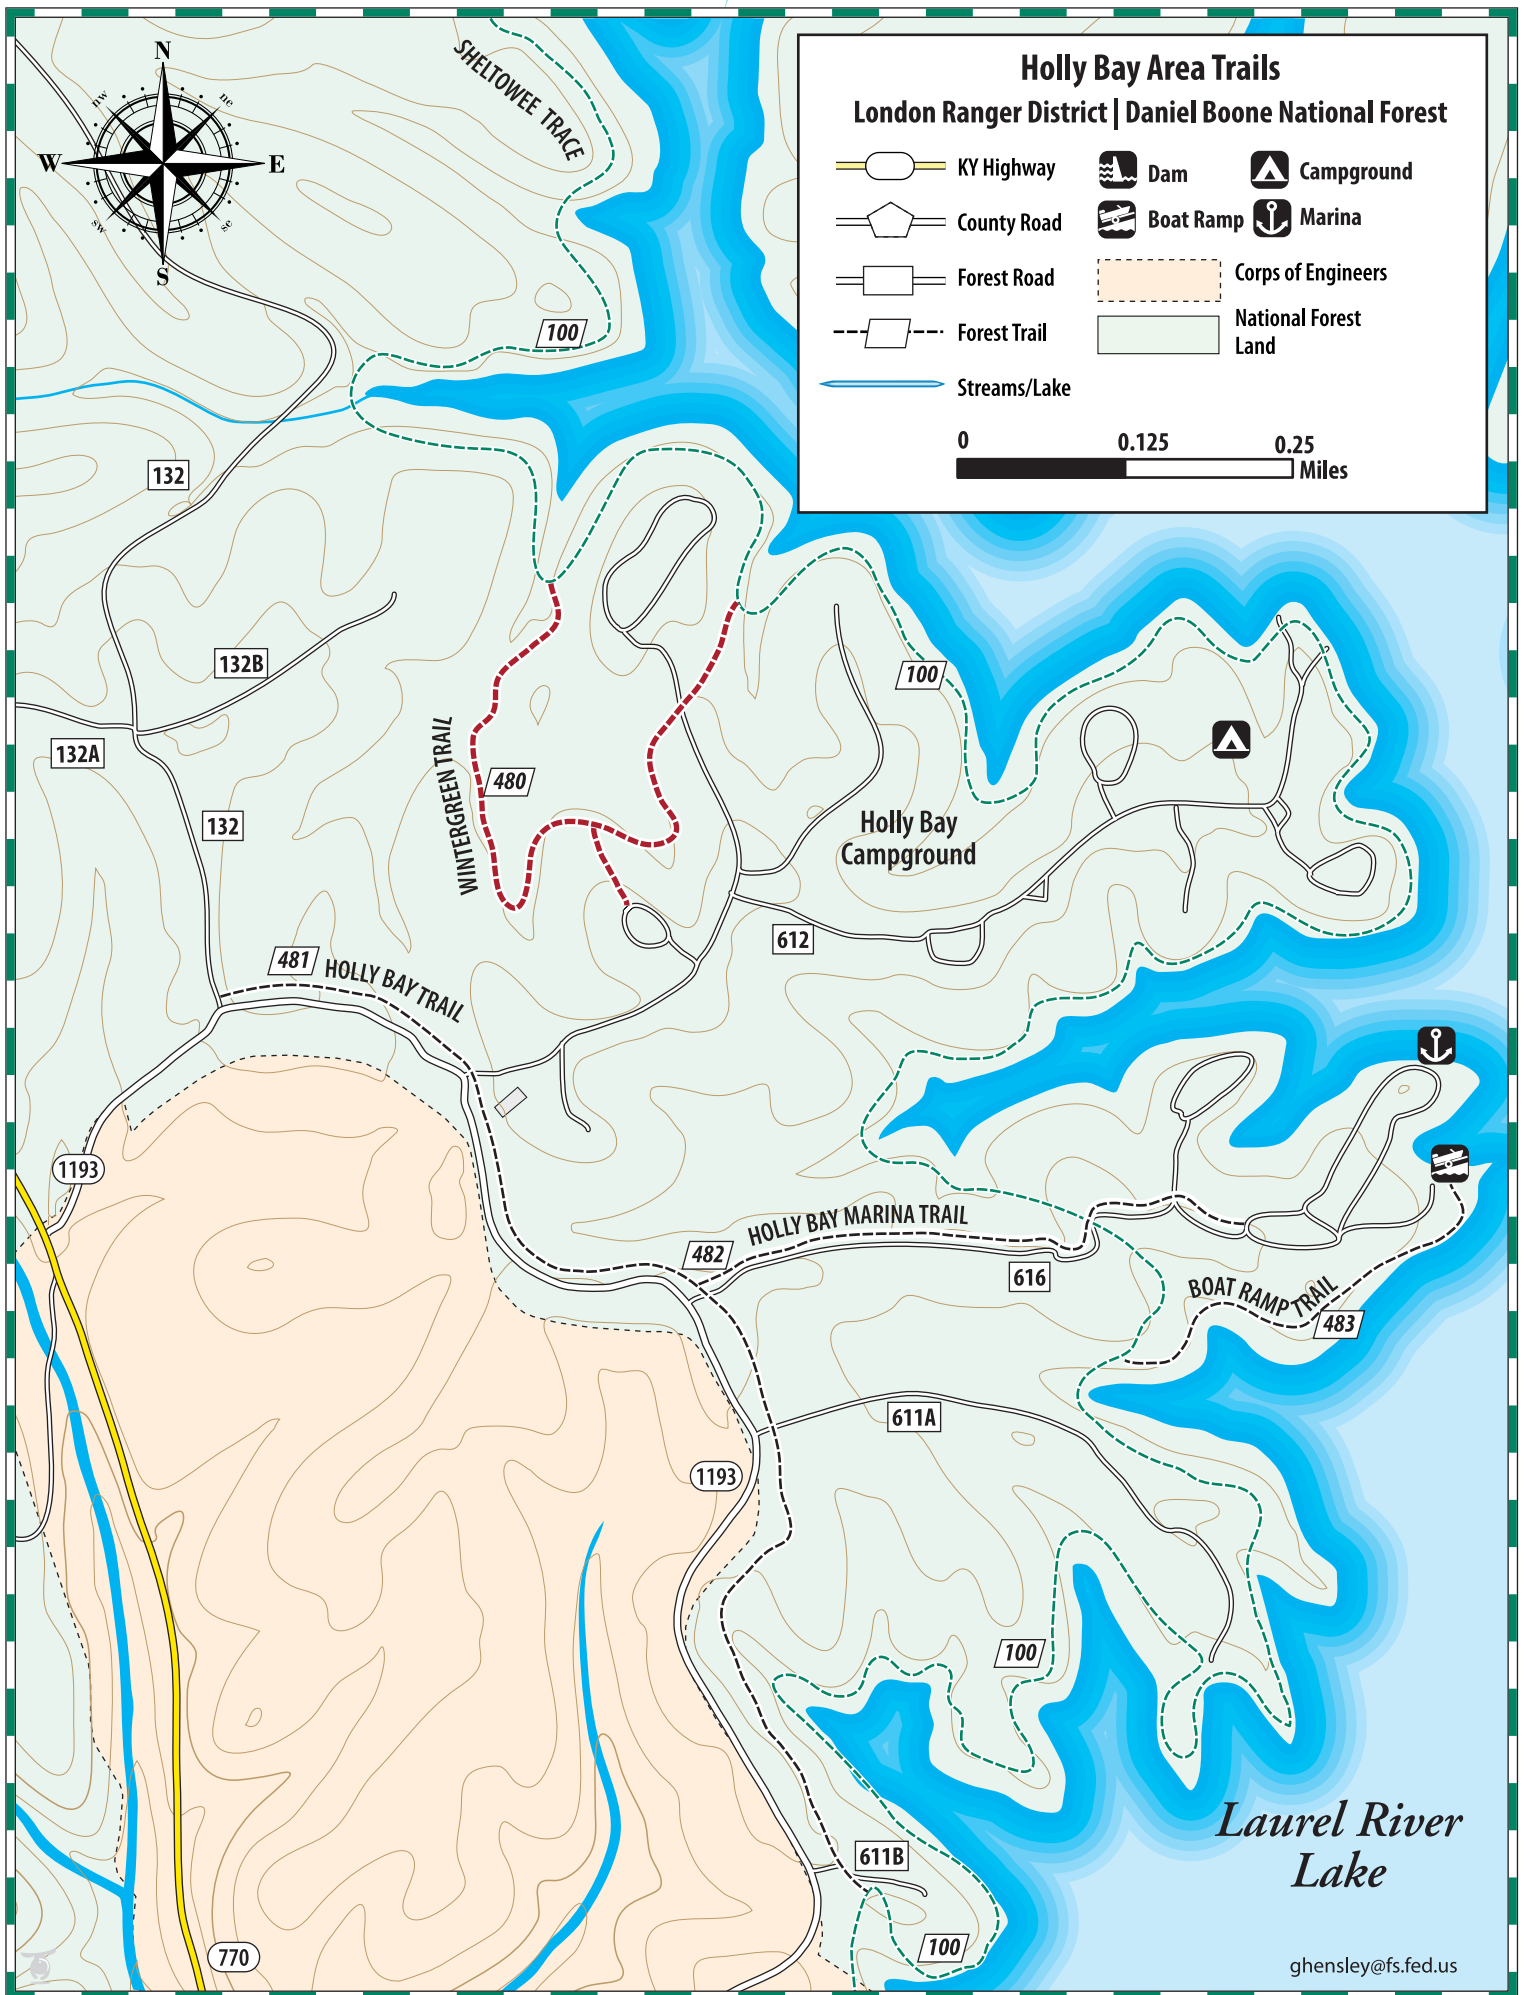 Holly Bay Area Trails
London Ranger District | Daniel Boone National Forest
KY Highway
County Road
Forest Road
Forest Trail
Streams/Lake
Dam
Campground
Boat Ramp
Marina
Corps of Engineers
National Forest
Land
0 0.125 0.25
Miles
N
nw
ne
W
E
sw
se
S
SHELTOWEE TRACE
100
132
132B
100
132A
WINTERGREEN TRAIL
480
132
Holly Bay
Campground
612
481
HOLLY BAY TRAIL
1193
HOLLY BAY MARINA TRAIL
482
616
BOAT RAMP TRAIL
483
611A
1193
100
Laurel River
Lake
611B
100
770
ghensley@fs.fed.us